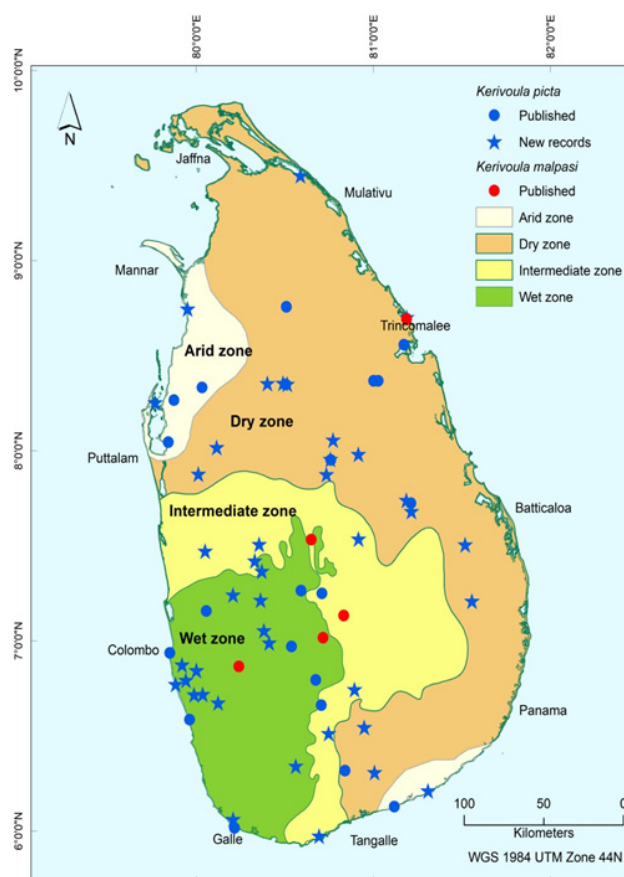 80°0'0"E
81°0'0"E
82°0'0"E
10°0'0"N
9°0'0"N
8°0'0"N
7°0'0"N
6°0'0"N
N
Kerivoula picta
Published
New records
Kerivoula malpasi
Published
Arid zone
Dry zone
Intermediate zone
Wet zone
Jaffna
Mulativu
Mannar
Trincomalee
Arid zone
Dry zone
Puttalam
Batticaloa
Intermediate zone
Wet zone
Colombo
Panama
Galle
Tangalle
100 50 0
Kilometers
WGS 1984 UTM Zone 44N